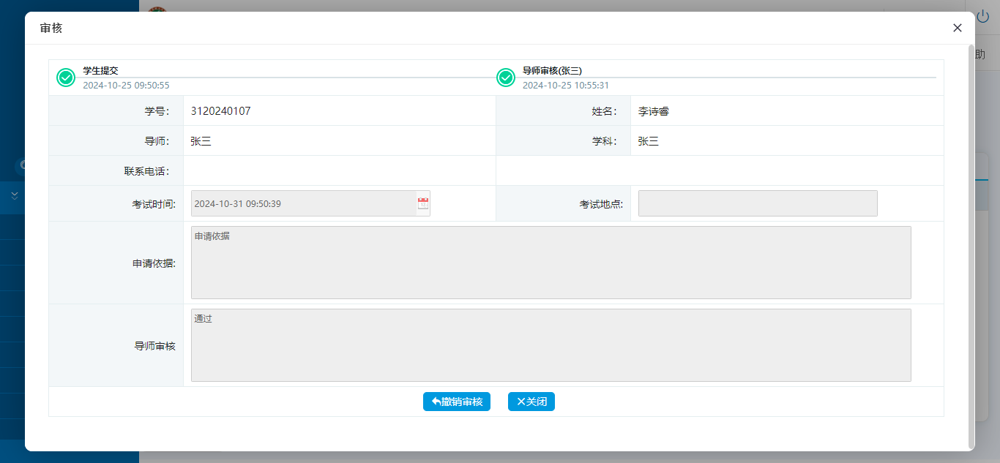 审核
助
学生提交
2024-10-25 09:50:55
导师审核(张三)
2024-10-25 10:55:31
学号：
3120240107
姓名：
李诗睿
导师：
张三
学科：
张三
联系电话：
考试时间:
2024-10-31 09:50:39
考试地点:
申请依据:
申请依据
导师审核
通过
撤销审核
关闭